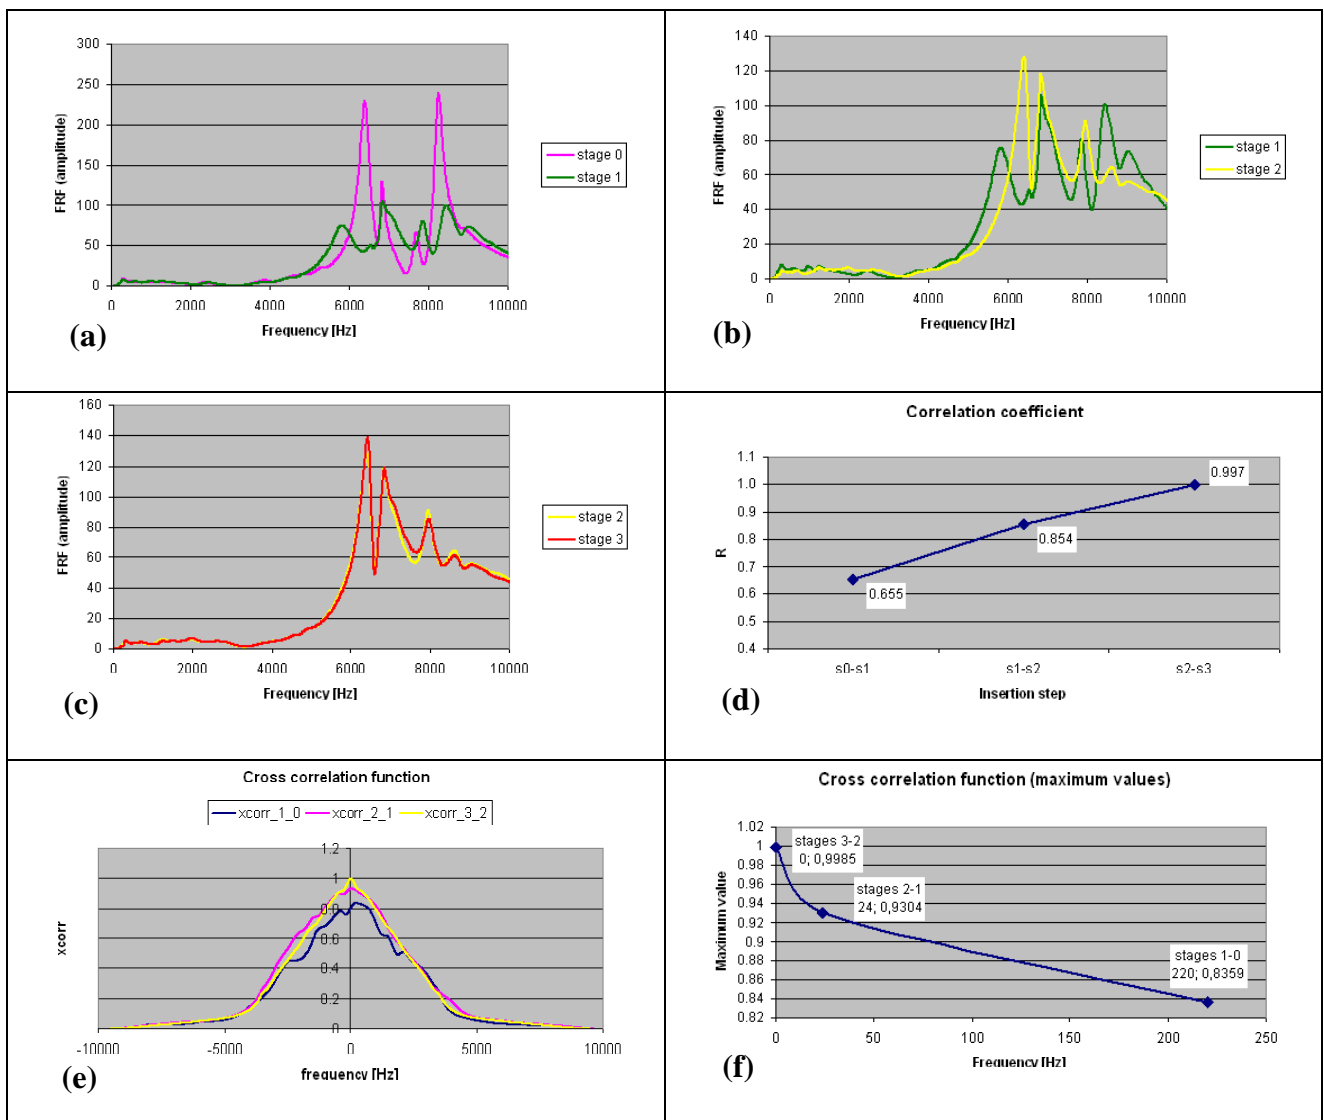 300
250
200
150
100
50
0
0 2000 4000 6000 8000 10000
FRF (amplitude)
Frequency [Hz]
stage 0
stage 1
(a)
140
120
100
80
60
40
20
0
0 2000 4000 6000 8000 10000
FRF (amplitude)
Frequency [Hz]
stage 1
stage 2
(b)
160
140
120
100
80
60
40
20
0
0 2000 4000 6000 8000 10000
FRF (amplitude)
Frequency [Hz]
stage 2
stage 3
(c)
Correlation coefficient
1.1
1.0
0.9
0.8
0.7
0.6
0.5
0.4
R
0.655
0.854
0.997
s0-s1 s1-s2 s2-s3
Insertion step
(d)
Cross correlation function
xcorr_1_0 xcorr_2_1 xcorr_3_2
1.2
1
0.8
0.6
0.4
0.2
0
xcorr
-10000 -5000 0 5000 10000
frequency [Hz]
(e)
Cross correlation function (maximum values)
1.02
1
0.98
0.96
0.94
0.92
0.9
0.88
0.86
0.84
0.82
Maximum value
stages 3-2
0; 0,9985
stages 2-1
24; 0,9304
stages 1-0
220; 0,8359
0 50 100 150 200 250
Frequency [Hz]
(f)